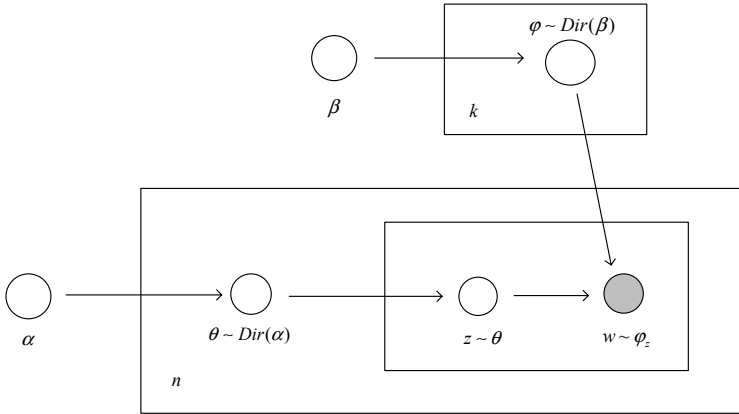 φ ~ Dir(β)
β
k
α
θ ~ Dir(α)
z ~ θ
w ~ φ_z
n